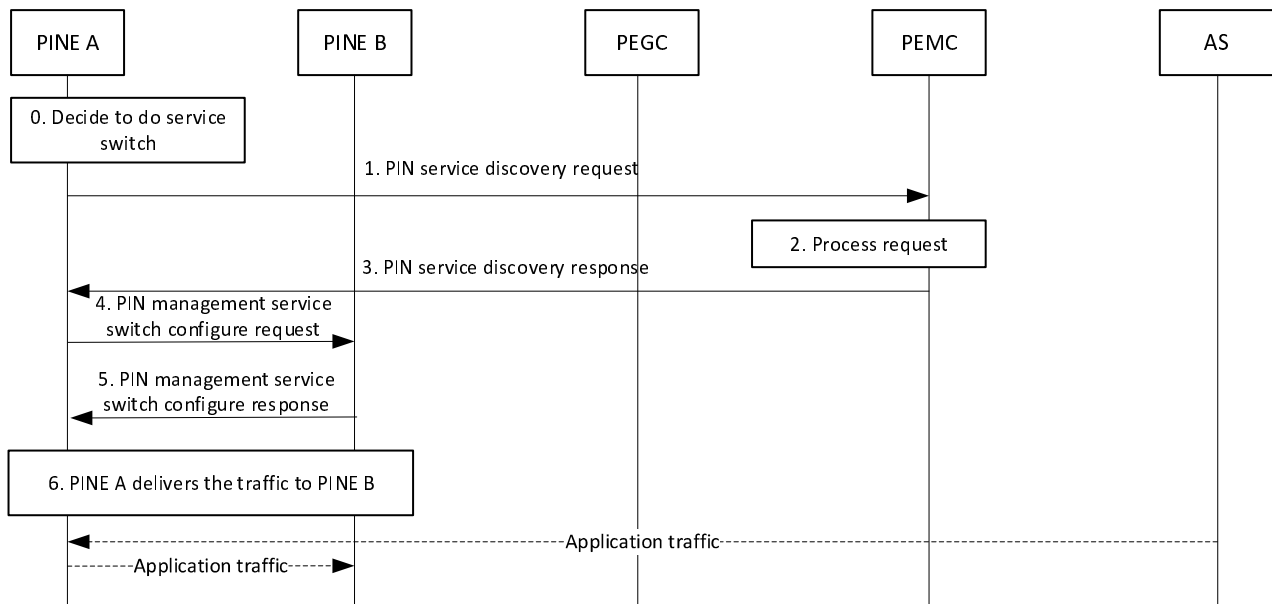 PINE A
PINE B
PEGC
PEMC
AS
0. Decide to do service
switch
1. PIN service discovery request
2. Process request
3. PIN service discovery response
4. PIN management service
switch configure request
5. PIN management service
switch configure response
6. PINE A delivers the traffic to PINE B
Application traffic
Application traffic